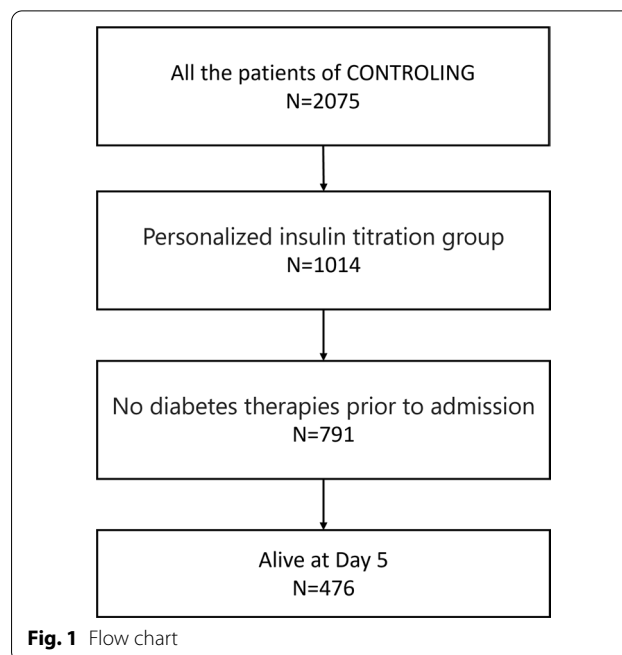 All the patients of CONTROLING
N=2075
Personalized insulin titration group
N=1014
No diabetes therapies prior to admission
N=791
Alive at Day 5
N=476
Fig. 1 Flow chart